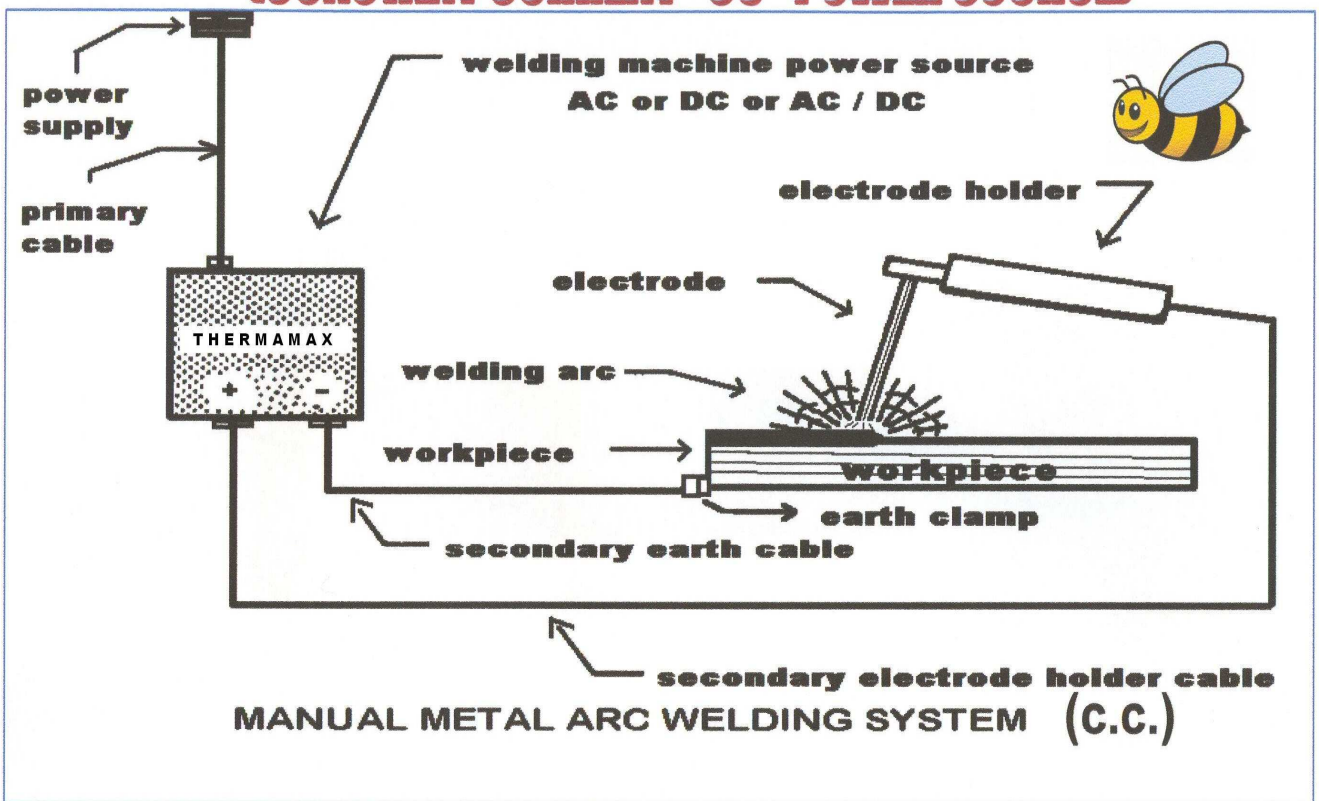 power
supply
primary
cable
welding machine power source
AC or DC or AC / DC
electrode holder
electrode
THERMAMAX
+ -
welding arc
workpiece
workpiece
earth clamp
secondary earth cable
secondary electrode holder cable
MANUAL METAL ARC WELDING SYSTEM (C.C.)